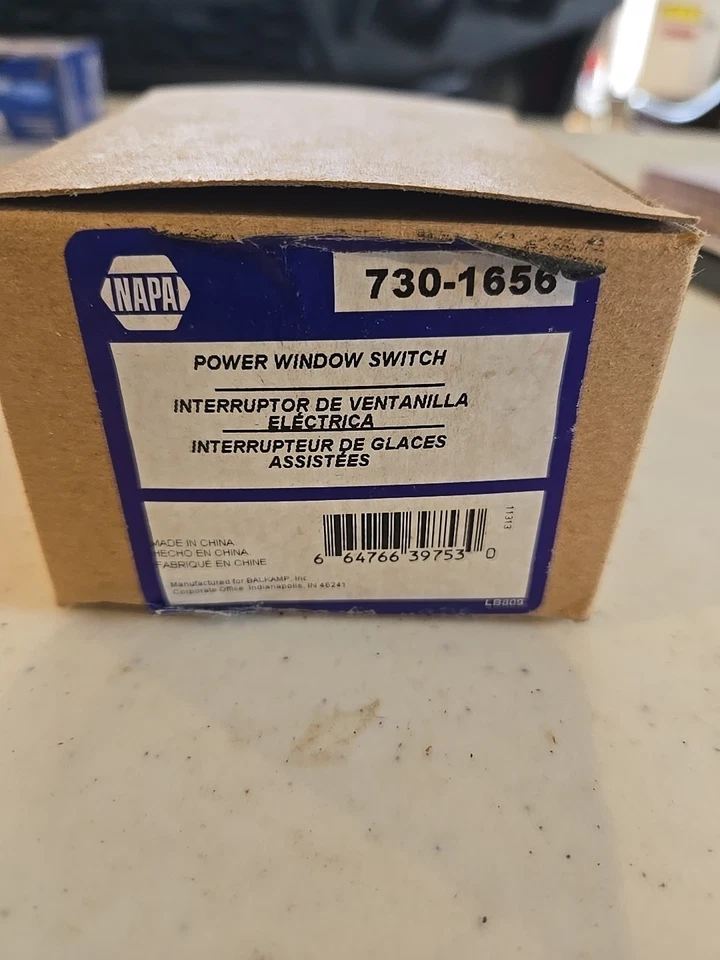 NAPA
730-1656
POWER WINDOW SWITCH
INTERRUPTOR DE VENTANILLA
ELÉCTRICA
INTERRUPTEUR DE GLACES
ASSISTÉES
MADE IN CHINA
HECHO EN CHINA
FABRIQUÉ EN CHINE
11313
6 64766 39753 0
Manufactured for BALKAMP, Inc
Corporate Office Indianapolis, IN 46241
LB809